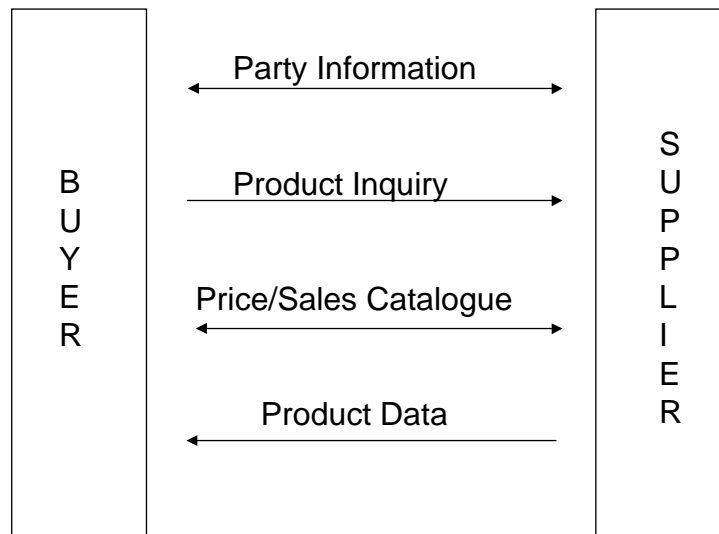 Party Information
Product Inquiry
Price/Sales Catalogue
Product Data
B
U
Y
E
R
S
U
P
P
L
I
E
R